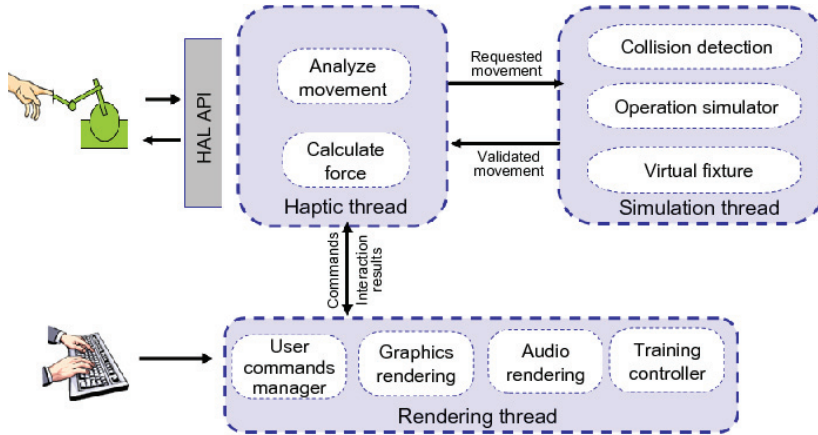 HAL API
Analyze
movement
Calculate
force
Haptic thread
Requested
movement
Validated
movement
Collision detection
Operation simulator
Virtual fixture
Simulation thread
Commands
Interaction
results
User
commands
manager
Graphics
rendering
Audio
rendering
Training
controller
Rendering thread